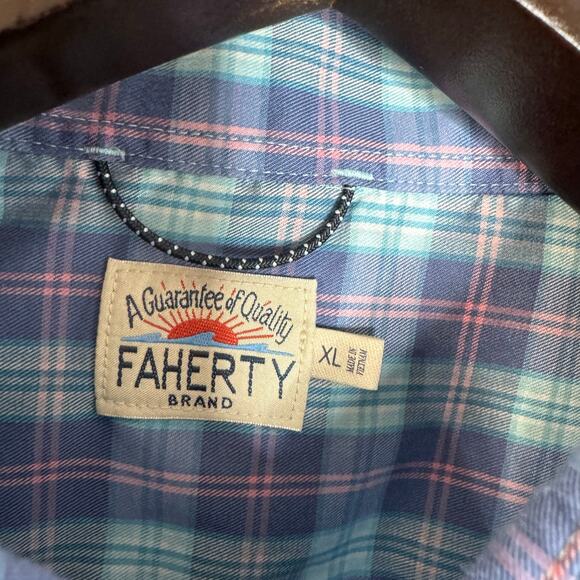 A Guarantee of Quality
FAHERTY
BRAND
XL
MADE IN
VIETNAM